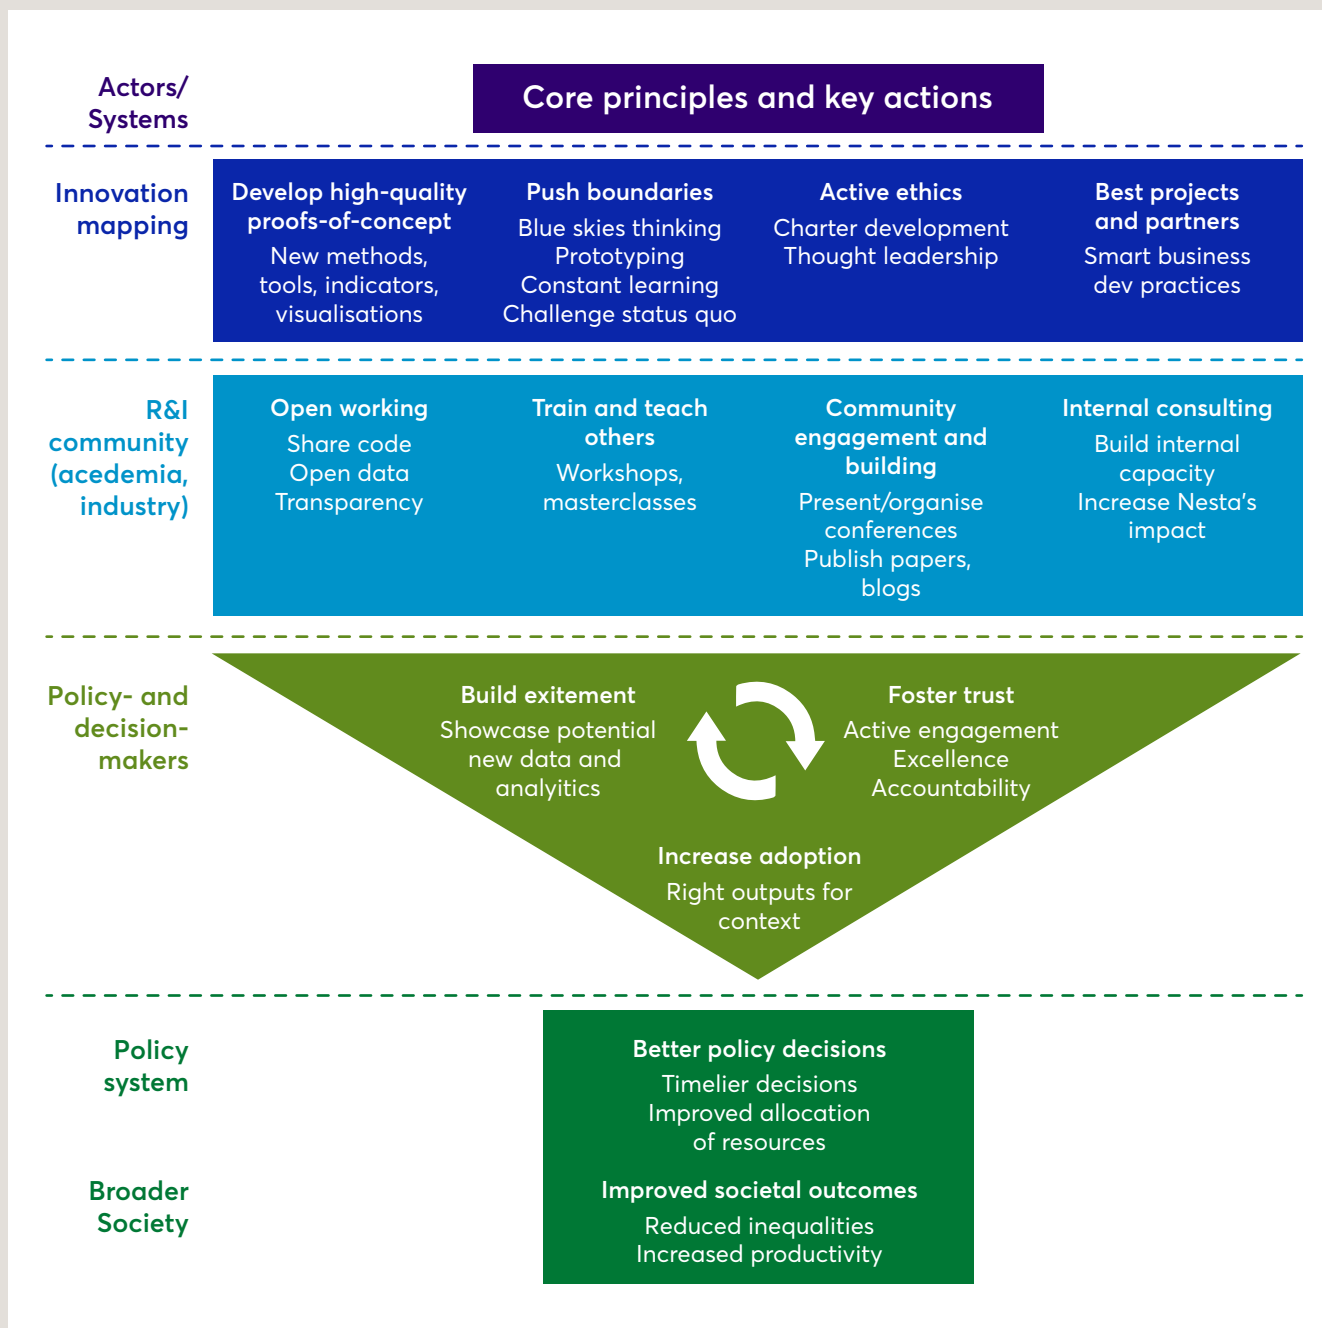 Actors/
Systems
Core principles and key actions
Innovation
mapping
Develop high-quality
proofs-of-concept
New methods,
tools, indicators,
visualisations
Push boundaries
Blue skies thinking
Prototyping
Constant learning
Challenge status quo
Active ethics
Charter development
Thought leadership
Best projects
and partners
Smart business
dev practices
R&I
community
(acedemia,
industry)
Open working
Share code
Open data
Transparency
Train and teach
others
Workshops,
masterclasses
Community
engagement and
building
Present/organise
conferences
Publish papers,
blogs
Internal consulting
Build internal
capacity
Increase Nesta's
impact
Policy- and
decision-
makers
Build exitement
Showcase potential
new data and
analyitics
Foster trust
Active engagement
Excellence
Accountability
Increase adoption
Right outputs for
context
Policy
system
Better policy decisions
Timelier decisions
Improved allocation
of resources
Broader
Society
Improved societal outcomes
Reduced inequalities
Increased productivity